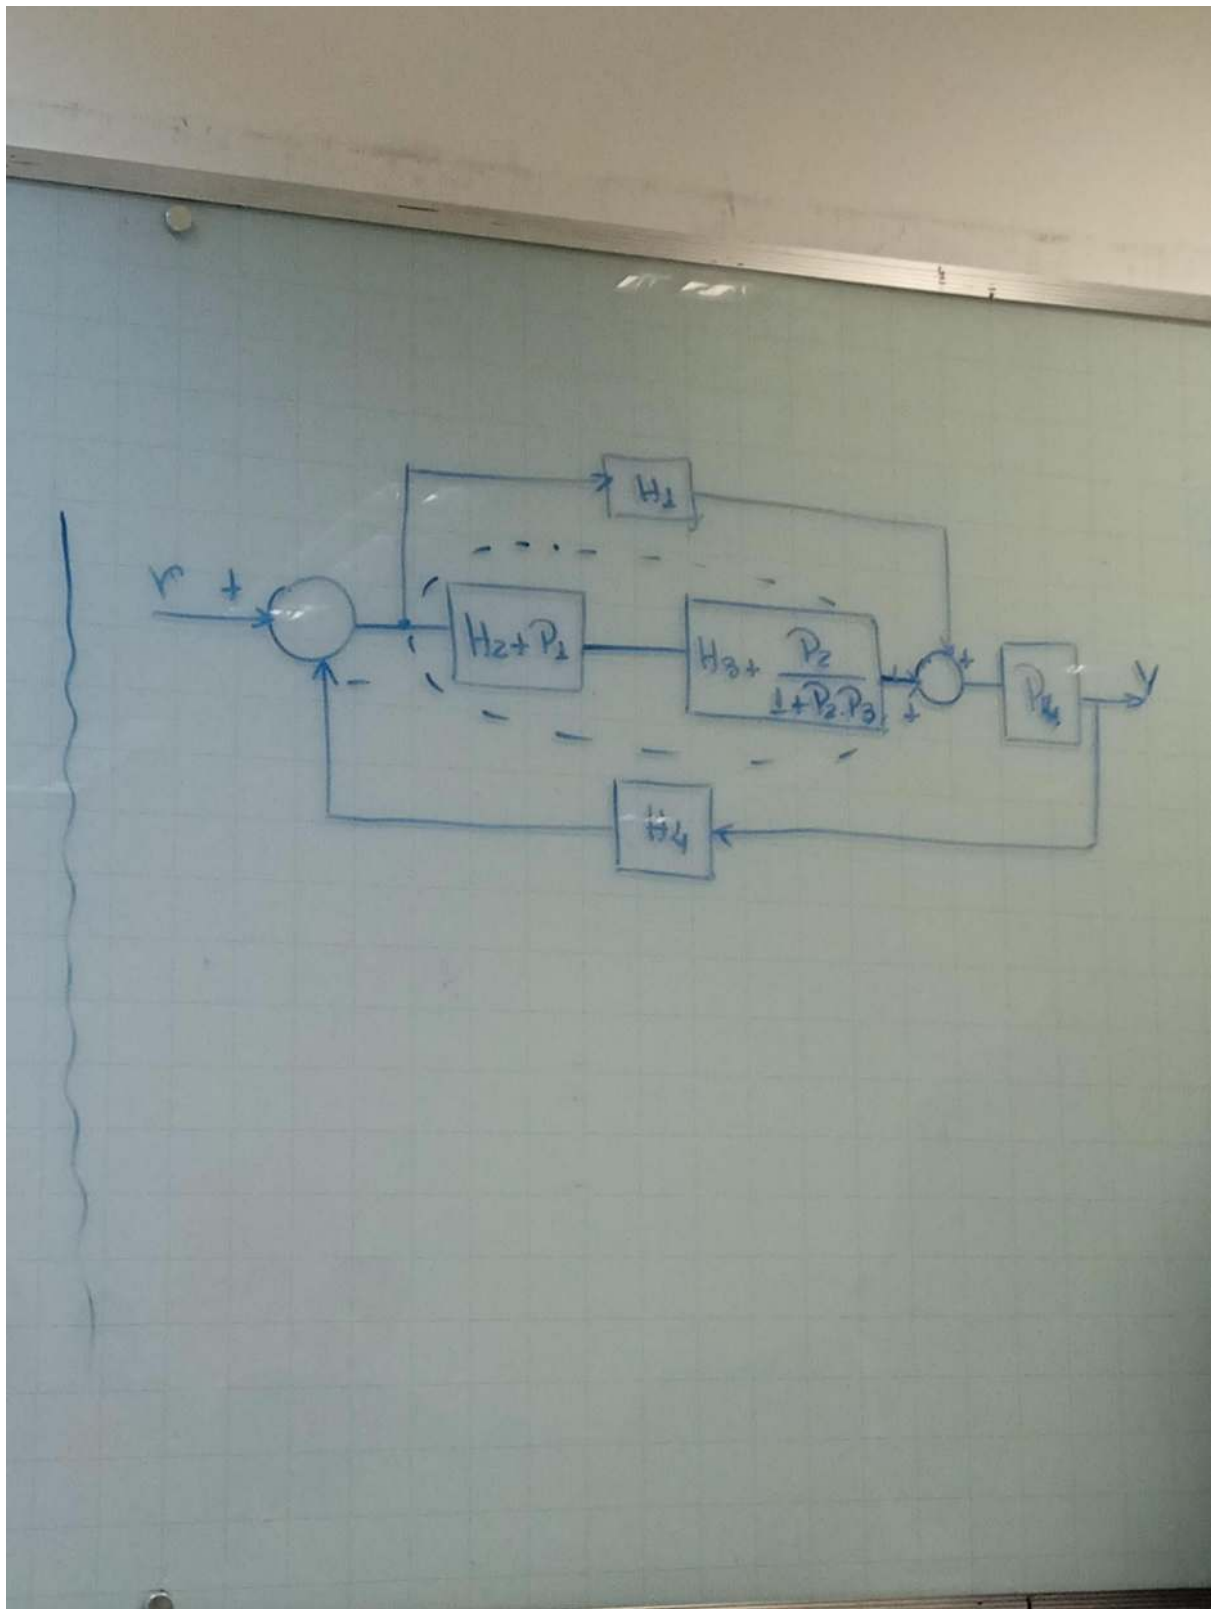 H1
r +
H2+P1
H3+ P2/1+P2.P3
+ +
+
P4
y
-
H4